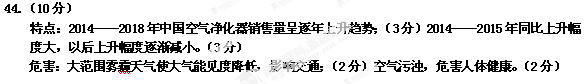 44.（10分）
特点：2014——2018年中国空气净化器销售量呈逐年上升趋势；（3分）2014——2015年同比上升幅
度大，以后上升幅度逐渐减小。（3分）
危害：大范围雾霾天气使大气能见度降低，影响交通；（2分）空气污浊，危害人体健康。（2分）